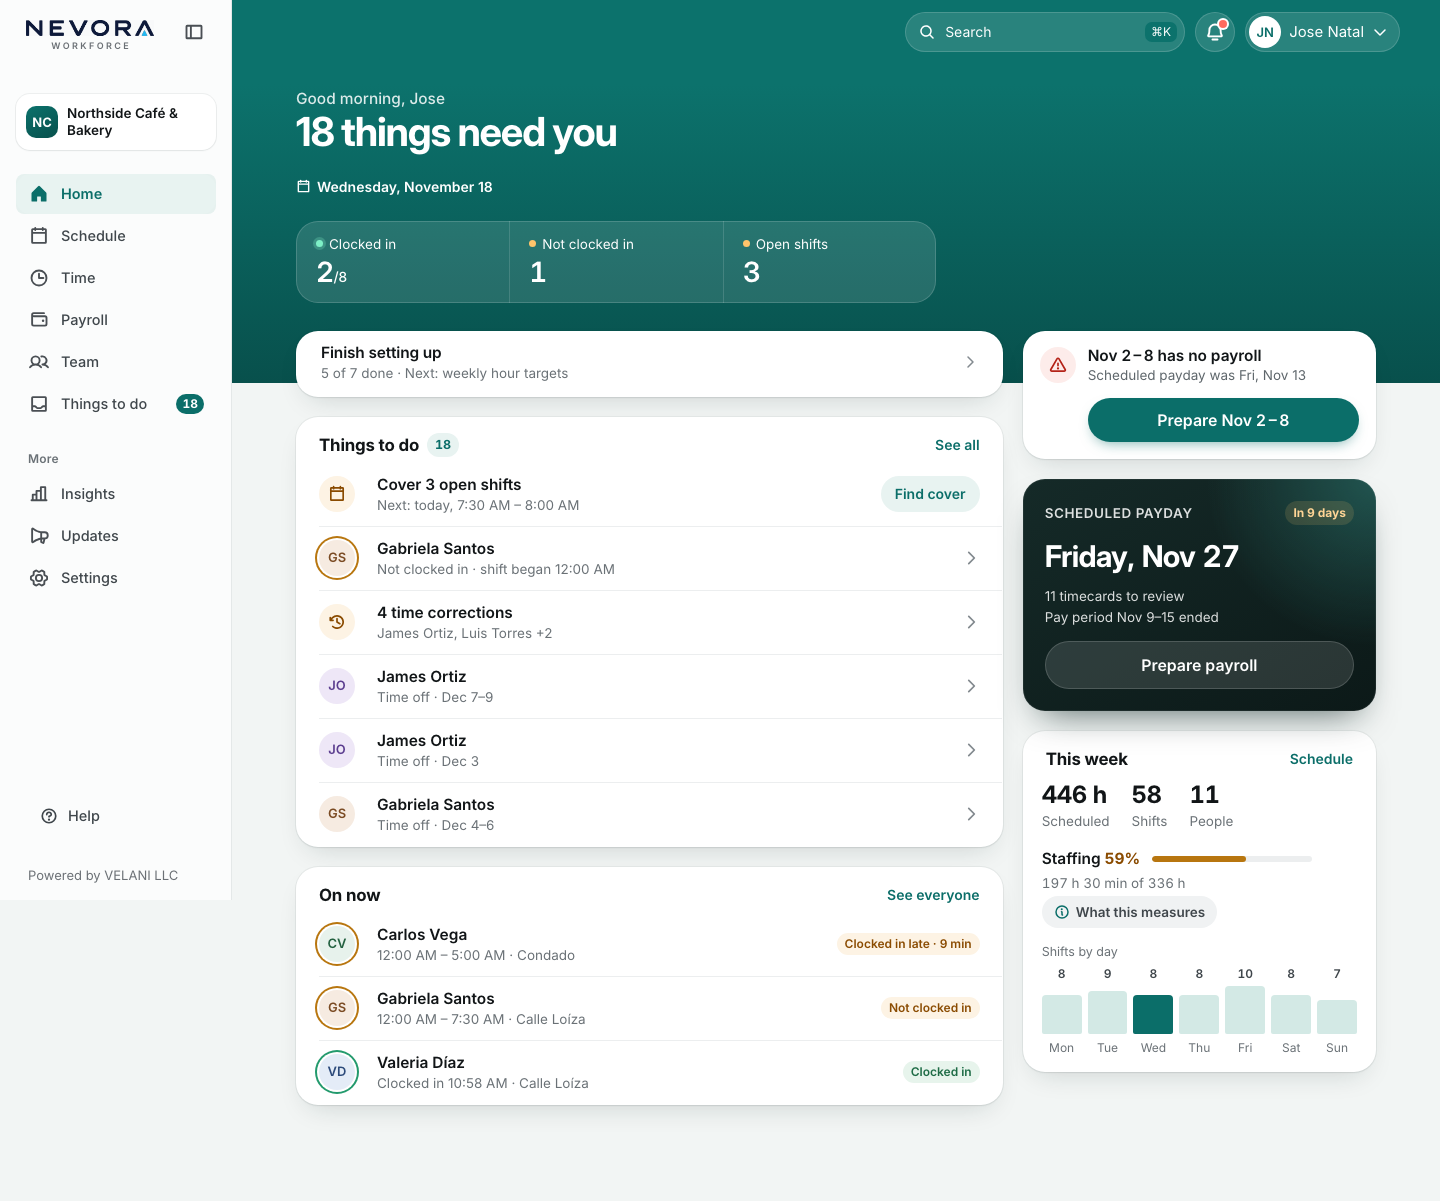 NEVORA
WORKFORCE
NC
Northside Café &
Bakery
Home
Schedule
Time
Payroll
Team
Things to do
18
More
Insights
Updates
Settings
Help
Powered by VELANI LLC
Search
⌘K
JN
Jose Natal
Good morning, Jose
18 things need you
Wednesday, November 18
Clocked in
2/8
Not clocked in
1
Open shifts
3
Finish setting up
5 of 7 done · Next: weekly hour targets
Things to do
18
See all
Cover 3 open shifts
Next: today, 7:30 AM – 8:00 AM
Find cover
GS
Gabriela Santos
Not clocked in · shift began 12:00 AM
4 time corrections
James Ortiz, Luis Torres +2
JO
James Ortiz
Time off · Dec 7–9
JO
James Ortiz
Time off · Dec 3
GS
Gabriela Santos
Time off · Dec 4–6
On now
See everyone
CV
Carlos Vega
12:00 AM – 5:00 AM · Condado
Clocked in late · 9 min
GS
Gabriela Santos
12:00 AM – 7:30 AM · Calle Loíza
Not clocked in
VD
Valeria Díaz
Clocked in 10:58 AM · Calle Loíza
Clocked in
Nov 2–8 has no payroll
Scheduled payday was Fri, Nov 13
Prepare Nov 2–8
SCHEDULED PAYDAY
In 9 days
Friday, Nov 27
11 timecards to review
Pay period Nov 9–15 ended
Prepare payroll
This week
Schedule
446 h
Scheduled
58
Shifts
11
People
Staffing 59%
197 h 30 min of 336 h
What this measures
Shifts by day
8 9 8 8 10 8 7
Mon Tue Wed Thu Fri Sat Sun